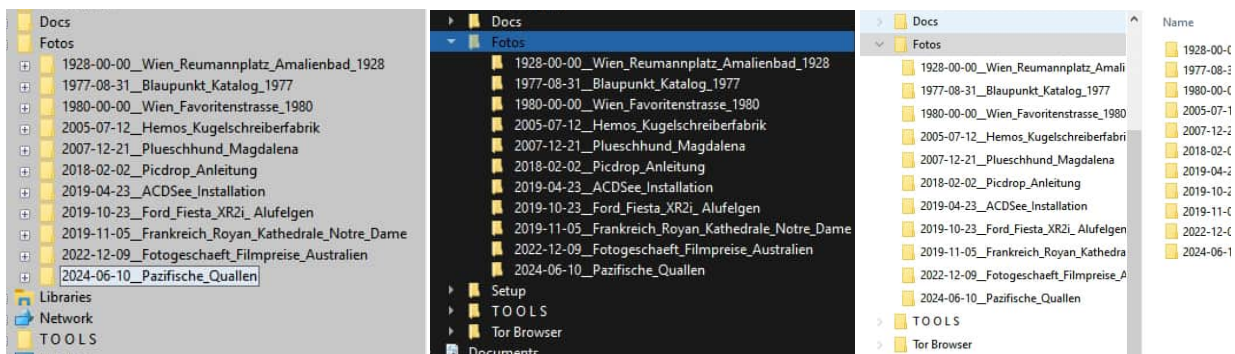 Docs
Fotos
1928-00-00__Wien_Reumannplatz_Amalienbad_1928
1977-08-31__Blaupunkt_Katalog_1977
1980-00-00__Wien_Favoritenstrasse_1980
2005-07-12__Hemos_Kugelschreiberfabrik
2007-12-21__Plueschhund_Magdalena
2018-02-02__Picdrop_Anleitung
2019-04-23__ACDSee_Installation
2019-10-23__Ford_Fiesta_XR2i_ Alufelgen
2019-11-05__Frankreich_Royan_Kathedrale_Notre_Dame
2022-12-09__Fotogeschaeft_Filmpreise_Australien
2024-06-10__Pazifische_Quallen
Libraries
Network
T O O L S
Docs
Fotos
1928-00-00__Wien_Reumannplatz_Amalienbad_1928
1977-08-31__Blaupunkt_Katalog_1977
1980-00-00__Wien_Favoritenstrasse_1980
2005-07-12__Hemos_Kugelschreiberfabrik
2007-12-21__Plueschhund_Magdalena
2018-02-02__Picdrop_Anleitung
2019-04-23__ACDSee_Installation
2019-10-23__Ford_Fiesta_XR2i_ Alufelgen
2019-11-05__Frankreich_Royan_Kathedrale_Notre_Dame
2022-12-09__Fotogeschaeft_Filmpreise_Australien
2024-06-10__Pazifische_Quallen
Setup
T O O L S
Tor Browser
Documents
Docs
Fotos
1928-00-00__Wien_Reumannplatz_Amali
1977-08-31__Blaupunkt_Katalog_1977
1980-00-00__Wien_Favoritenstrasse_1980
2005-07-12__Hemos_Kugelschreiberfabri
2007-12-21__Plueschhund_Magdalena
2018-02-02__Picdrop_Anleitung
2019-04-23__ACDSee_Installation
2019-10-23__Ford_Fiesta_XR2i_ Alufelgen
2019-11-05__Frankreich_Royan_Kathedra
2022-12-09__Fotogeschaeft_Filmpreise_A
2024-06-10__Pazifische_Quallen
T O O L S
Tor Browser
Name
1928-00-0
1977-08-3
1980-00-0
2005-07-1
2007-12-2
2018-02-0
2019-04-2
2019-10-2
2019-11-0
2022-12-0
2024-06-1